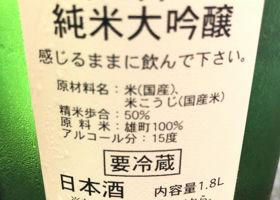 純米大吟醸
感じるままに飲んで下さい。
原材料名：米(国産)、
米こうじ(国産米)
精米歩合：50%
原料米：雄町100%
アルコール分：15度
要冷蔵
日本酒 内容量1.8L